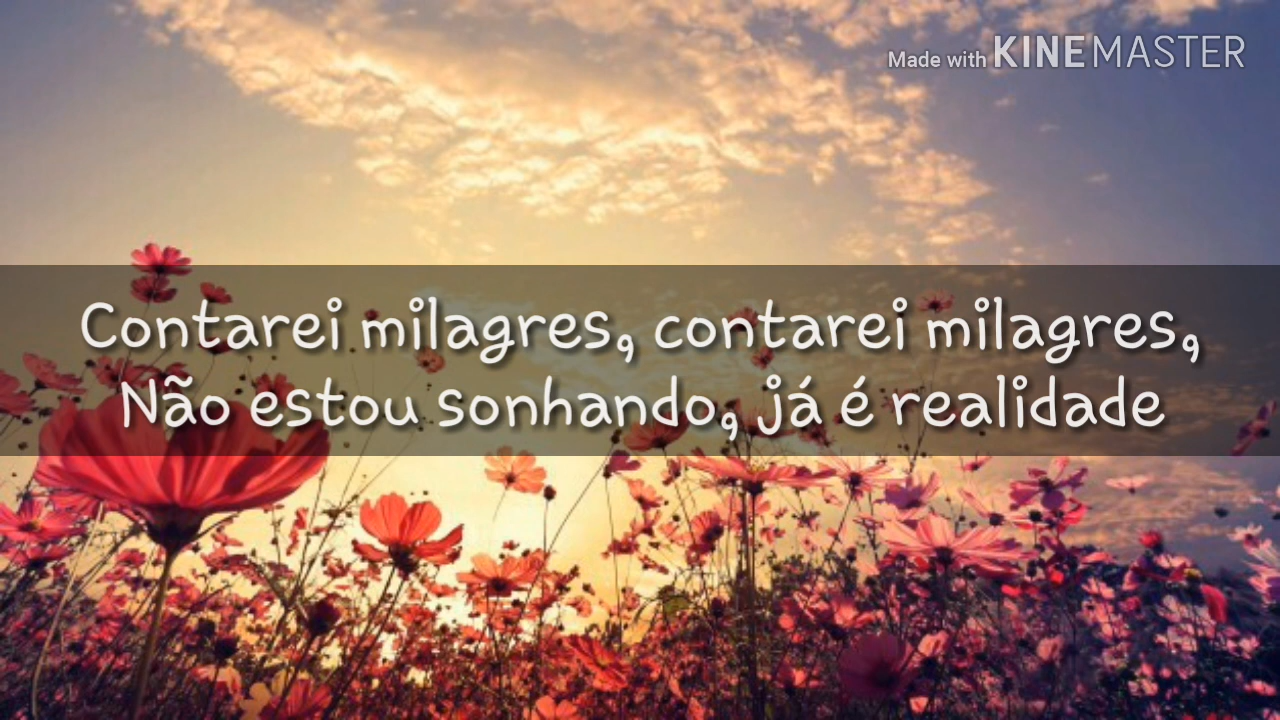 Made with KINEMASTER
Contarei milagres, contarei milagres,
Não estou sonhando, já é realidade